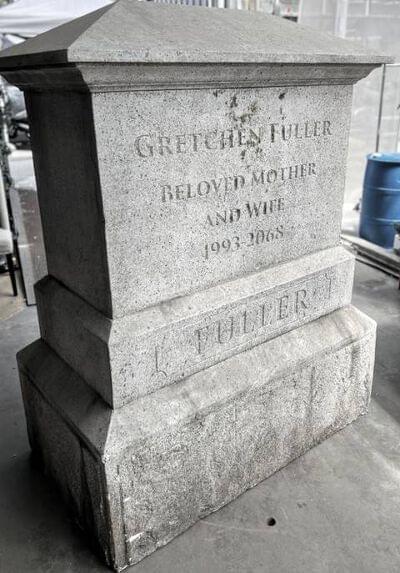 GRETCHEN FULLER
BELOVED MOTHER
AND WIFE
1993-2068
FULLER